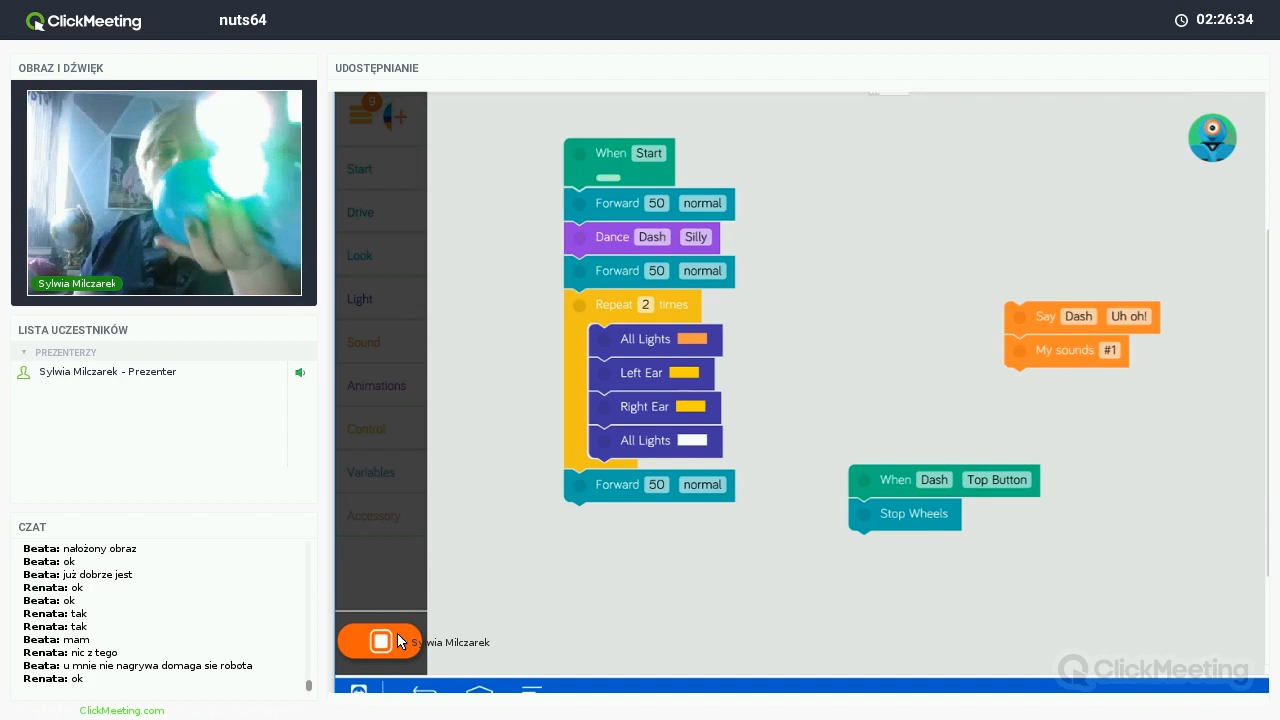 ClickMeeting
nuts64
02:26:34
OBRAZ I DŹWIĘK
Sylwia Milczarek
LISTA UCZESTNIKÓW
PREZENTERZY
Sylwia Milczarek - Prezenter
CZAT
Beata: nałożony obraz
Beata: ok
Beata: już dobrze jest
Renata: ok
Beata: ok
Renata: tak
Renata: tak
Beata: mam
Renata: nic z tego
Beata: u mnie nie nagrywa domaga sie robota
Renata: ok
ClickMeeting.com
UDOSTĘPNIANIE
9
Start
Drive
Look
Light
Sound
Animations
Control
Variables
Accessory
When Start
Forward 50 normal
Dance Dash Silly
Forward 50 normal
Repeat 2 times
All Lights
Left Ear
Right Ear
All Lights
Forward 50 normal
Say Dash Uh oh!
My sounds #1
When Dash Top Button
Stop Wheels
Sylwia Milczarek
ClickMeeting